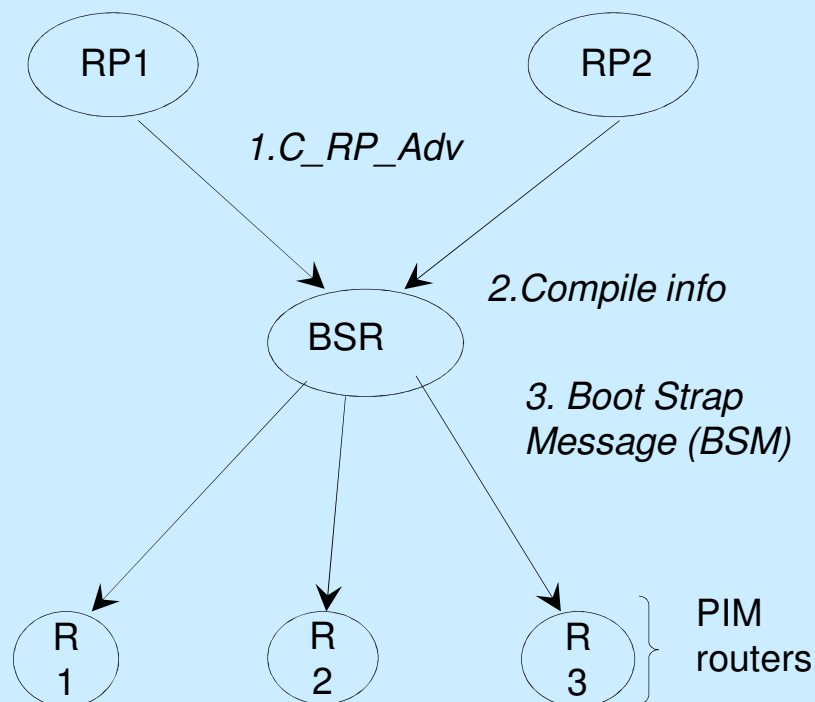 RP1
RP2
1.C_RP_Adv
2.Compile info
BSR
3. Boot Strap
Message (BSM)
R
1
R
2
R
3
PIM
routers